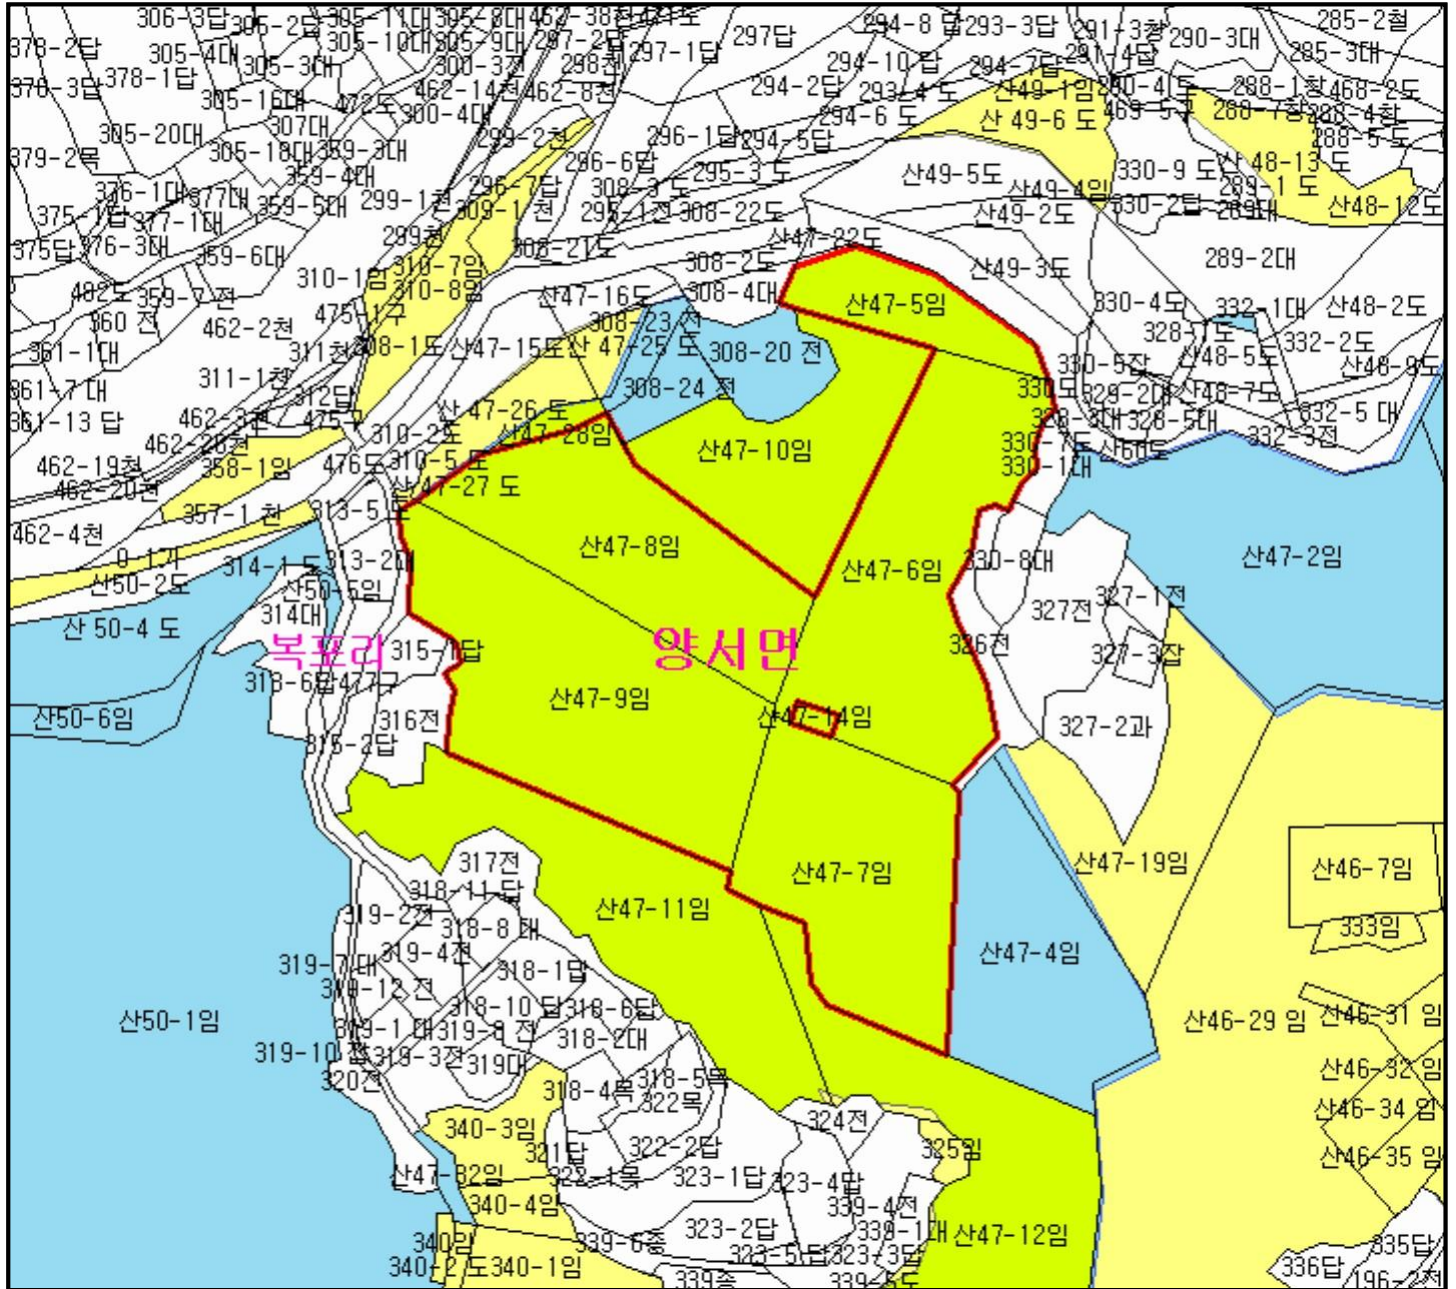 306-3답
306-2답
305-11대
305-8대
294-8 답
293-3답
291-3창
285-2철
378-2답
305-4대
305-10대
305-9대
297-2답
297답
291-4답
290-3대
285-3대
378-1답
305-3대
300-3전
297-1답
294-10 답
294-7답
378-3답
305-16대
472도
462-14천
462-8천
294-2답
293-4 도
산49-1임
290-4도
288-1창
468-2도
305-20대
307대
300-4대
294-6 도
산 49-6 도
469-5구
288-7창
288-4창
379-2목
305-18대
359-3대
299-2천
296-1답
294-5답
288-5 도
359-4대
296-6답
295-3 도
산49-5도
330-9 도
산 48-13 도
376-1대
377대
359-5대
299-1천
296-7답
308-3 도
산49-4임
289-1 도
375-1답
377-1대
309-1 천
295-1전
308-22도
산49-2도
330-2답
289대
산48-12도
375답
376-3대
359-6대
299천
308-21도
산47-22도
310-1임
310-7임
308-2도
산49-3도
289-2대
482도
359-7 전
310-8임
산47-16도
308-4대
산47-5임
330-4도
332-1대
산48-2도
360 전
462-2천
475-1구
308-23 전
328-1도
332-2도
361-1대
311천
308-1도
산47-15도
산 47-25 도
308-20 전
330-5잡
산48-5도
산48-9도
361-7 대
311-1천
312답
308-24 전
330도
329-2대
산48-7도
361-13 답
462-3천
475구
산 47-26 도
328-3대
328-5대
332-5 대
462-26천
310-2도
산47-28임
산47-10임
332-3전
462-19천
358-1임
476도
310-5 도
330-1대
462-20천
산 47-27 도
462-4천
357-1 천
313-5 도
산47-8임
산47-6임
330-8대
산47-2임
산50-2도
314-1 도
313-2대
산50-5임
327-1전
산 50-4 도
314대
327전
복포리
315-1답
양서면
326전
327-3잡
313-6답
477구
산47-9임
산50-6임
316전
산47-14임
327-2과
315-2답
317전
산47-7임
산47-19임
산46-7임
318-11 답
319-2전
318-8 대
산47-11임
333임
319-4전
319-7 대
318-1답
산47-4임
319-12 전
318-10 답
318-6답
산50-1임
319-1 대
319-8 전
318-2대
산46-29 임
산46-31 임
319-3전
319대
320전
318-4목
318-5목
산46-32 임
322목
산46-34 임
340-3임
324전
321답
322-2답
325임
산46-35 임
산47-32임
322-1목
323-1답
323-4답
340-4임
339-4전
323-2답
339-1대
산47-12임
340임
339-6종
323-5 답
323-3답
335답
340-2 도
340-1임
339종
339-5도
336답
196-2전